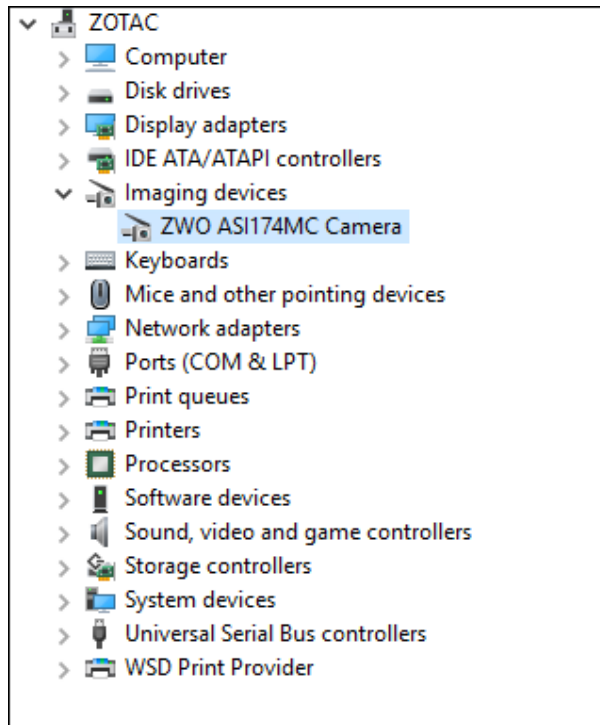 ZOTAC
Computer
Disk drives
Display adapters
IDE ATA/ATAPI controllers
Imaging devices
ZWO ASI174MC Camera
Keyboards
Mice and other pointing devices
Network adapters
Ports (COM & LPT)
Print queues
Printers
Processors
Software devices
Sound, video and game controllers
Storage controllers
System devices
Universal Serial Bus controllers
WSD Print Provider